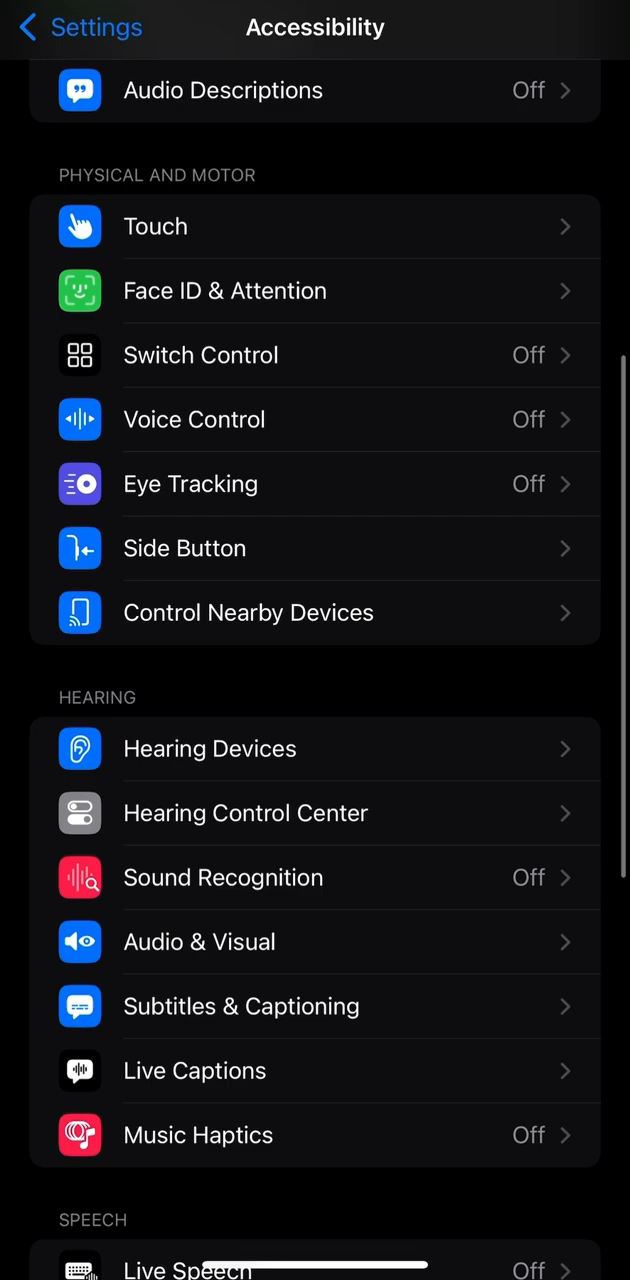 Settings
Accessibility
Audio Descriptions Off
PHYSICAL AND MOTOR
Touch
Face ID & Attention
Switch Control Off
Voice Control Off
Eye Tracking Off
Side Button
Control Nearby Devices
HEARING
Hearing Devices
Hearing Control Center
Sound Recognition Off
Audio & Visual
Subtitles & Captioning
Live Captions
Music Haptics Off
SPEECH
Live Speech Off